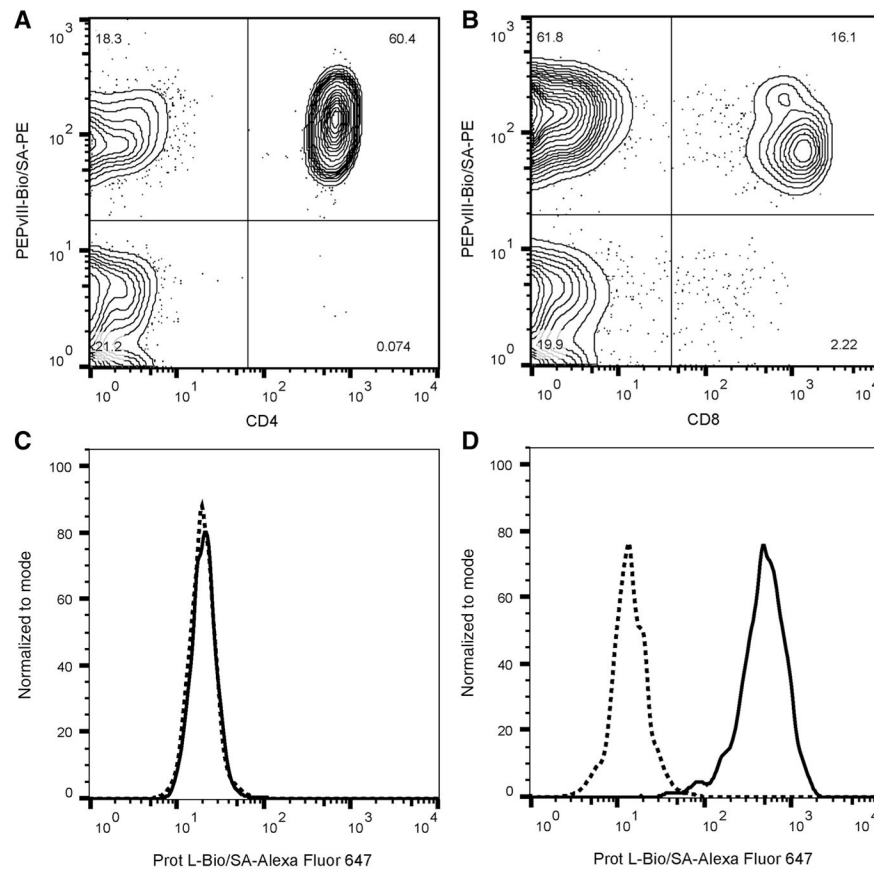 A
10³
18.3
60.4
10²
PEPvIII-Bio/SA-PE
10¹
10⁰
21.2
0.074
10⁰ 10¹ 10² 10³ 10⁴
CD4
B
10³
61.8
16.1
10²
PEPvIII-Bio/SA-PE
10¹
10⁰
19.9
2.22
10⁰ 10¹ 10² 10³ 10⁴
CD8
C
100
80
60
40
20
0
Normalized to mode
10⁰ 10¹ 10² 10³ 10⁴
Prot L-Bio/SA-Alexa Fluor 647
D
100
80
60
40
20
0
Normalized to mode
10⁰ 10¹ 10² 10³ 10⁴
Prot L-Bio/SA-Alexa Fluor 647